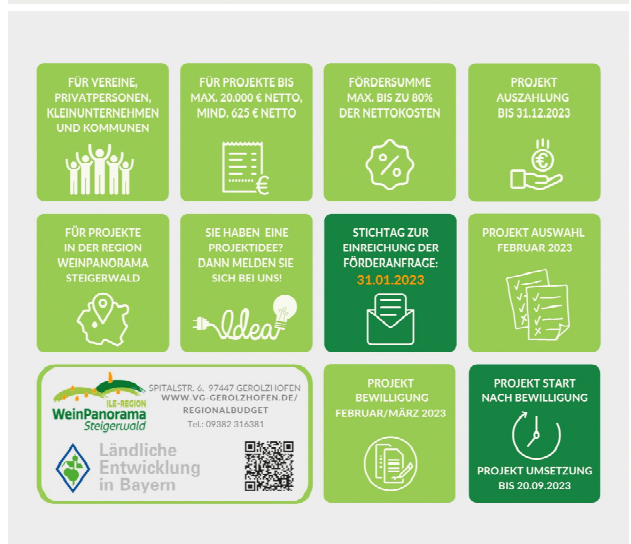 FÜR VEREINE,
PRIVATPERSONEN,
KLEINUNTERNEHMEN
UND KOMMUNEN
FÜR PROJEKTE BIS
MAX. 20.000 € NETTO,
MIND. 625 € NETTO
€
FÖRDERSUMME
MAX. BIS ZU 80%
DER NETTOKOSTEN
%
PROJEKT
AUSZAHLUNG
BIS 31.12.2023
€
FÜR PROJEKTE
IN DER REGION
WEINPANORAMA
STEIGERWALD
SIE HABEN EINE
PROJEKTIDEE?
DANN MELDEN SIE
SICH BEI UNS!
Idea
STICHTAG ZUR
EINREICHUNG DER
FÖRDERANFRAGE:
31.01.2023
PROJEKT AUSWAHL
FEBRUAR 2023
ILE-REGION
WeinPanorama
Steigerwald
SPITALSTR. 6, 97447 GEROLZHOFEN
WWW.VG-GEROLZHOFEN.DE/
REGIONALBUDGET
Tel.: 09382 316381
Ländliche
Entwicklung
in Bayern
PROJEKT
BEWILLIGUNG
FEBRUAR/MÄRZ 2023
PROJEKT START
NACH BEWILLIGUNG
PROJEKT UMSETZUNG
BIS 20.09.2023